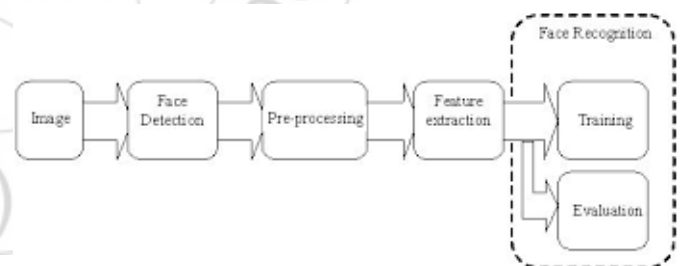 Face Recognition
Image
Face
Detection
Pre-processing
Feature
extraction
Training
Evaluation